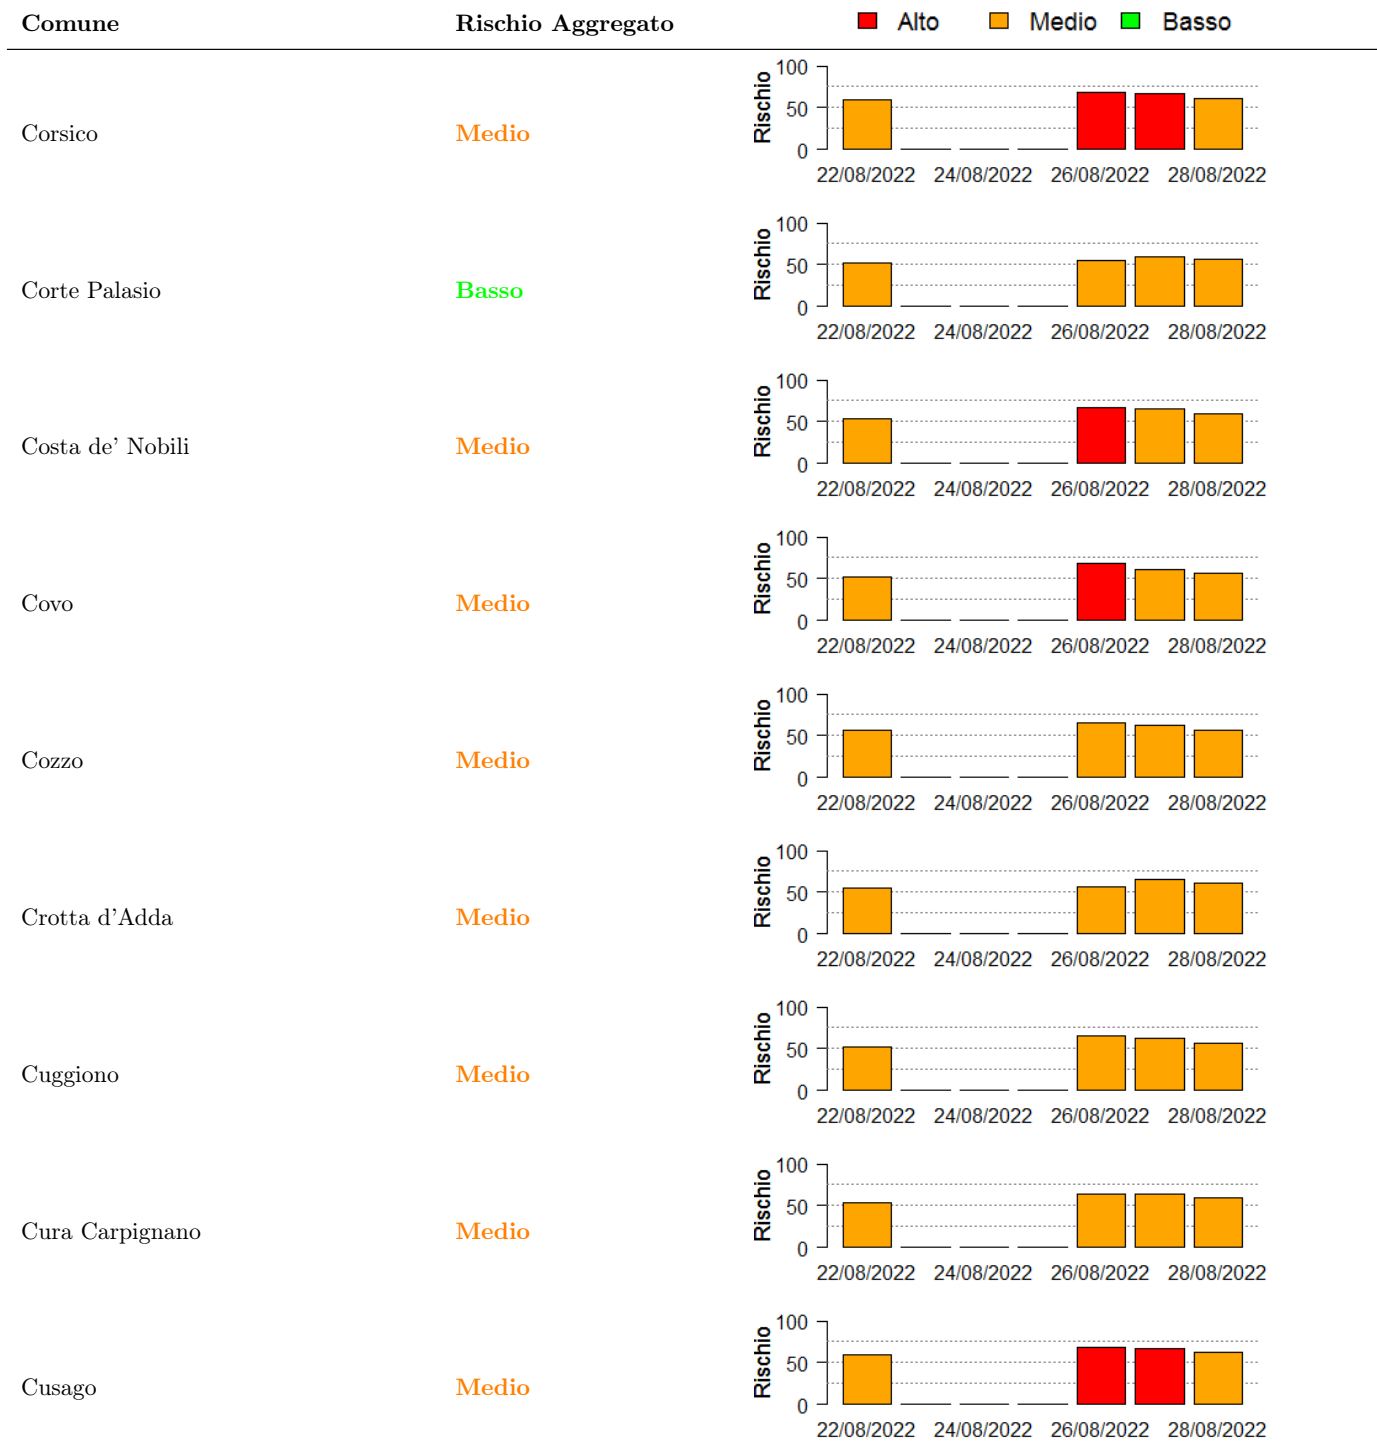 Comune Rischio Aggregato Alto Medio Basso
Corsico Medio
Rischio
100
50
0
22/08/2022 24/08/2022 26/08/2022 28/08/2022
Corte Palasio Basso
Rischio
100
50
0
22/08/2022 24/08/2022 26/08/2022 28/08/2022
Costa de’ Nobili Medio
Rischio
100
50
0
22/08/2022 24/08/2022 26/08/2022 28/08/2022
Covo Medio
Rischio
100
50
0
22/08/2022 24/08/2022 26/08/2022 28/08/2022
Cozzo Medio
Rischio
100
50
0
22/08/2022 24/08/2022 26/08/2022 28/08/2022
Crotta d’Adda Medio
Rischio
100
50
0
22/08/2022 24/08/2022 26/08/2022 28/08/2022
Cuggiono Medio
Rischio
100
50
0
22/08/2022 24/08/2022 26/08/2022 28/08/2022
Cura Carpignano Medio
Rischio
100
50
0
22/08/2022 24/08/2022 26/08/2022 28/08/2022
Cusago Medio
Rischio
100
50
0
22/08/2022 24/08/2022 26/08/2022 28/08/2022